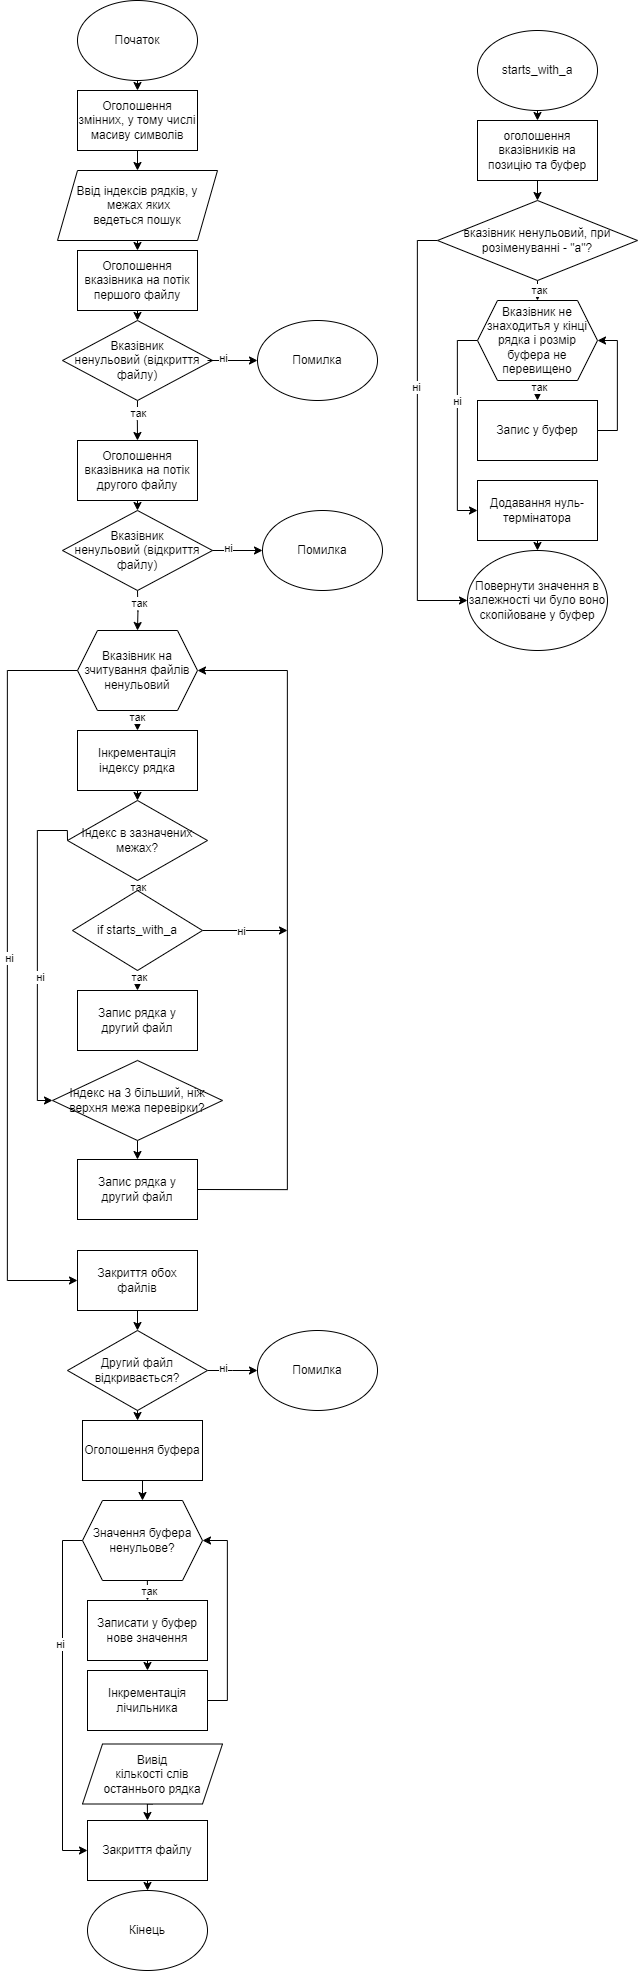 Початок
Оголошення
змінних, у тому числі
масиву символів
Ввід індексів рядків, у
межах яких
ведеться пошук
Оголошення
вказівника на потік
першого файлу
Вказівник
ненульовий (відкриття
файлу)
ні
Помилка
так
Оголошення
вказівника на потік
другого файлу
Вказівник
ненульовий (відкриття
файлу)
ні
Помилка
так
Вказівник на
зчитування файлів
ненульовий
так
Інкрементація
індексу рядка
Індекс в зазначених
межах?
так
if starts_with_a
ні
ні
ні
так
Запис рядка у
другий файл
Індекс на 3 більший, ніж
верхня межа перевірки?
Запис рядка у
другий файл
Закриття обох
файлів
Другий файл
відкривається?
ні
Помилка
Оголошення буфера
Значення буфера
ненульове?
так
ні
Записати у буфер
нове значення
Інкрементація
лічильника
Вивід
кількості слів
останнього рядка
Закриття файлу
Кінець
starts_with_a
оголошення
вказівників на
позицію та буфер
вказівник ненульовий, при
розіменуванні - "a"?
так
Вказівник не
знаходиться у кінці
рядка і розмір
буфера не
перевищено
ні
так
ні
Запис у буфер
Додавання нуль-
термінатора
Повернути значення в
залежності чи було воно
скопійоване у буфер